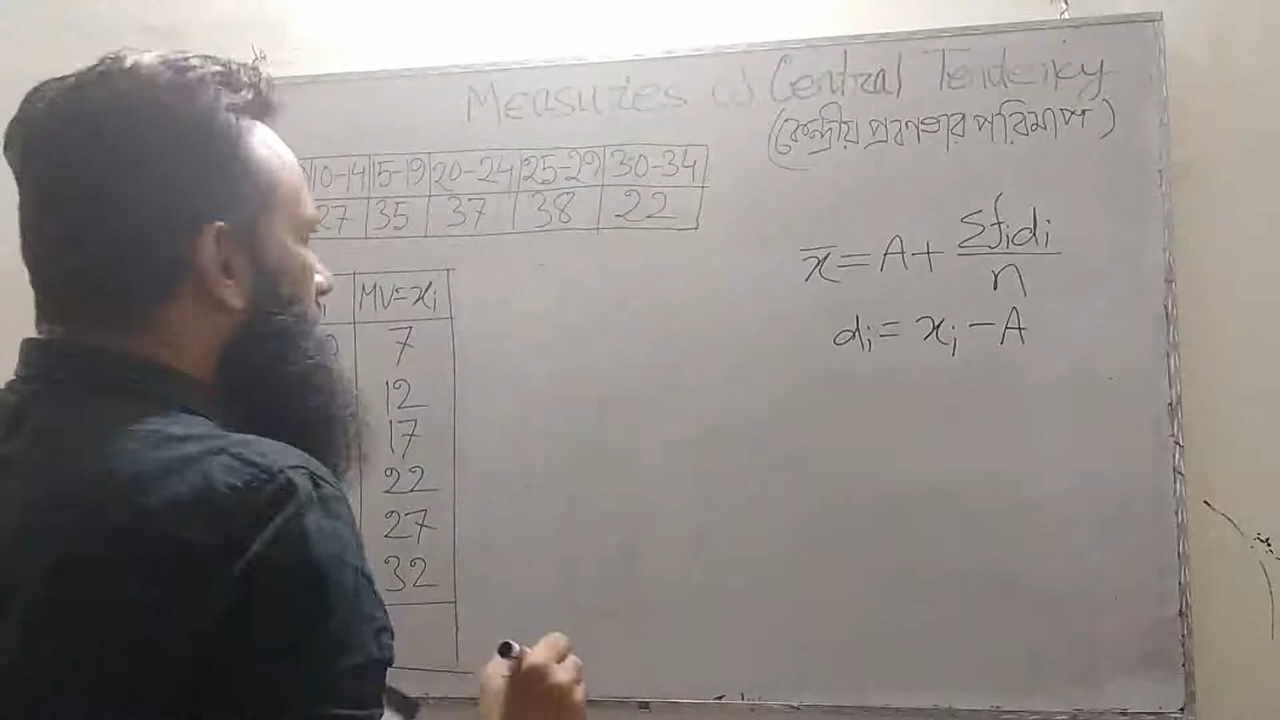 Measures of Central Tendency
(কেন্দ্রীয় প্রবণতার পরিমাপ)
10-14 15-19 20-24 25-29 30-34
27 35 37 38 22
x̄ = A + Σfidi / n
di = xi - A
MV = xi
7
12
17
22
27
32